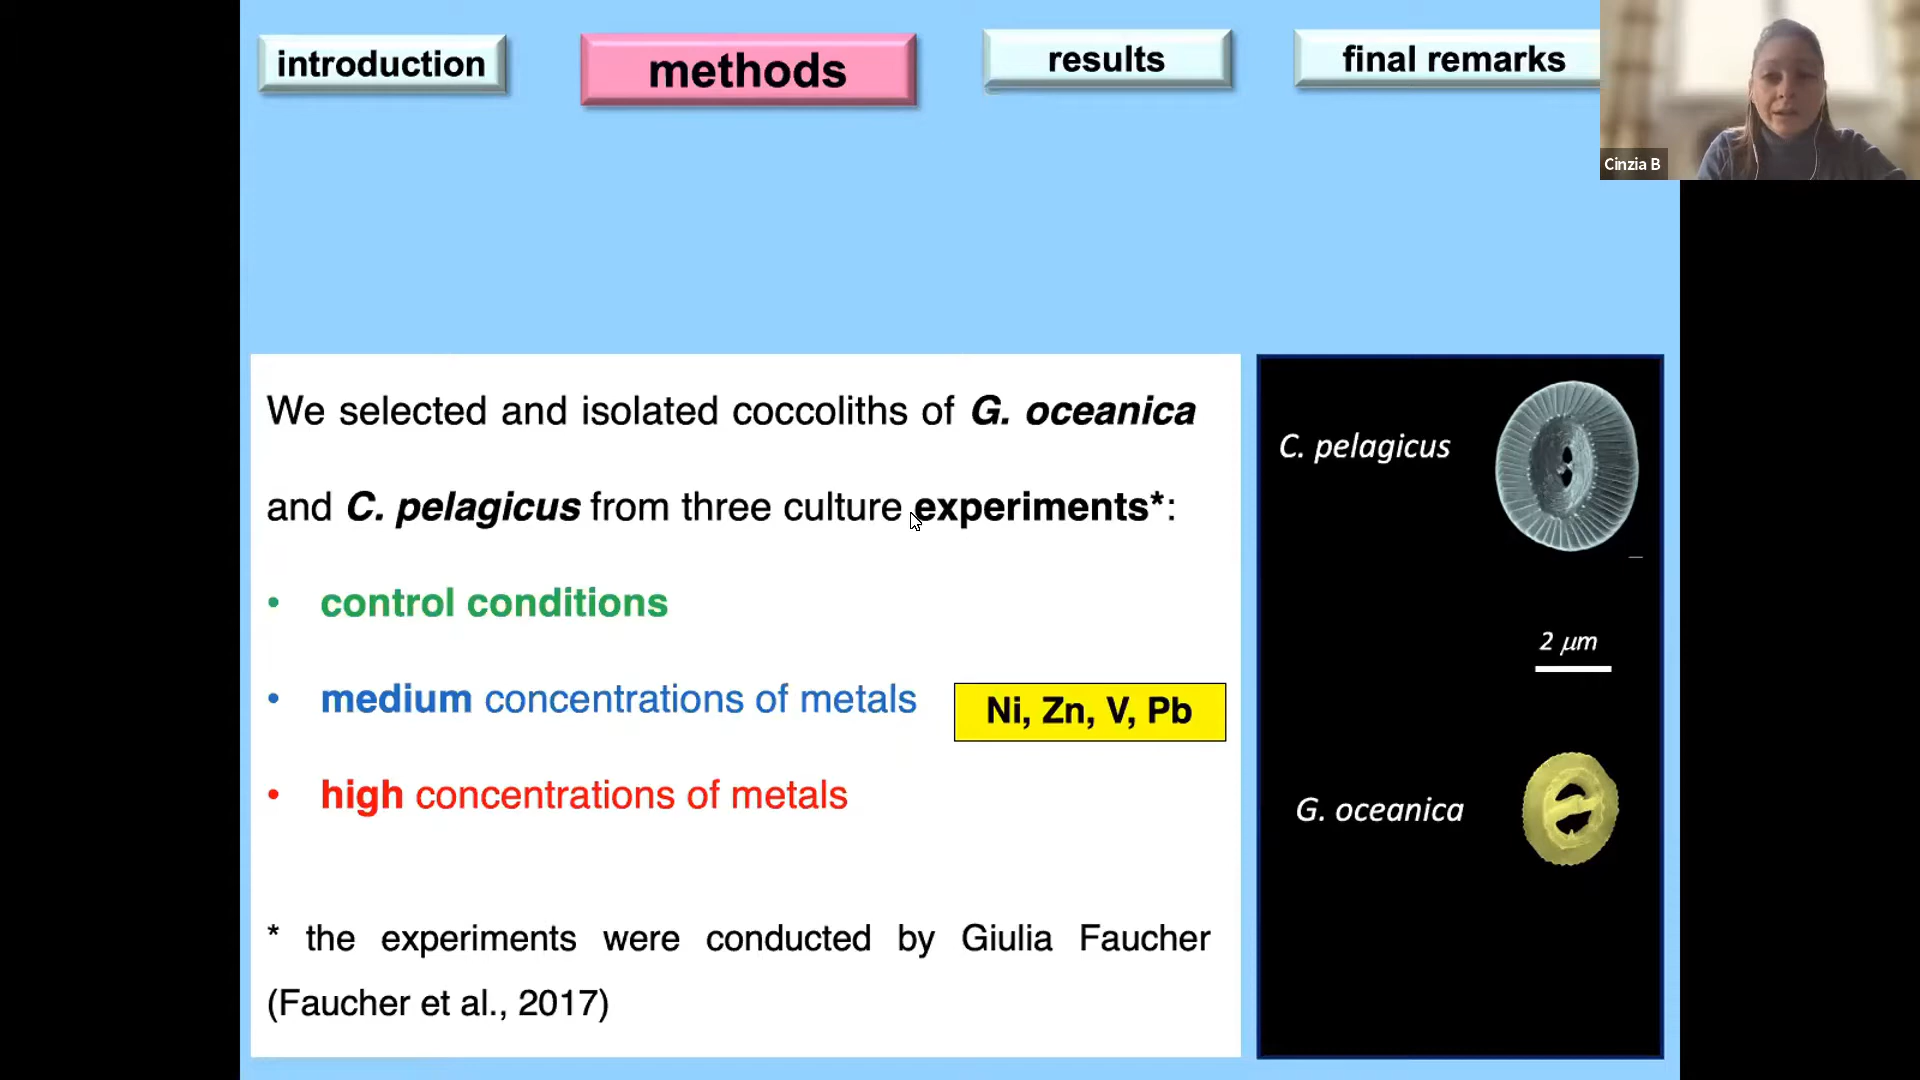 introduction
methods
results
final remarks
Cinzia B
We selected and isolated coccoliths of G. oceanica
and C. pelagicus from three culture experiments*:
• control conditions
• medium concentrations of metals
Ni, Zn, V, Pb
• high concentrations of metals
* the experiments were conducted by Giulia Faucher
(Faucher et al., 2017)
C. pelagicus
2 μm
G. oceanica